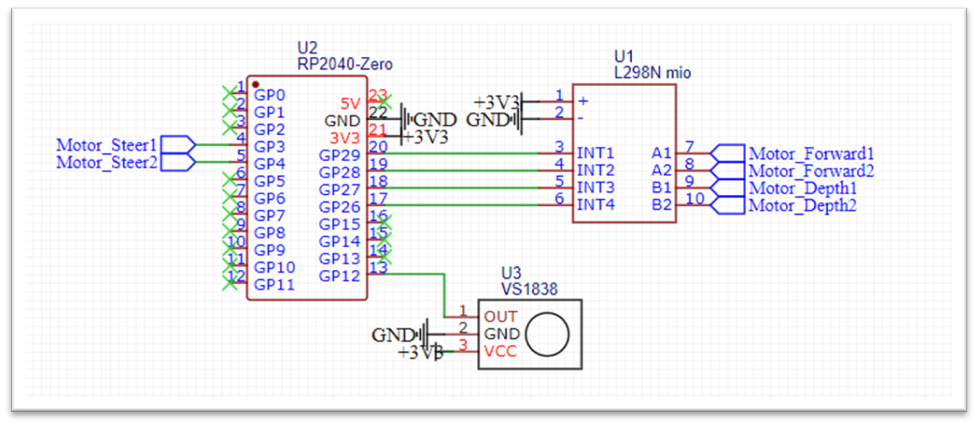 U2
RP2040-Zero
1 GP0
2 GP1
3 GP2
Motor_Steer1 4 GP3
Motor_Steer2 5 GP4
6 GP5
7 GP6
8 GP7
9 GP8
10 GP9
11 GP10
12 GP11
5V 23
GND 22 GND
3V3 21 +3V3
GP29 20
GP28 19
GP27 18
GP26 17
GP15 16
GP14 15
GP13 14
GP12 13
U1
L298N mio
+3V3 1 +
GND 2 -
3 INT1 A1 7 Motor_Forward1
4 INT2 A2 8 Motor_Forward2
5 INT3 B1 9 Motor_Depth1
6 INT4 B2 10 Motor_Depth2
U3
VS1838
1 OUT
GND 2 GND
+3V3 3 VCC